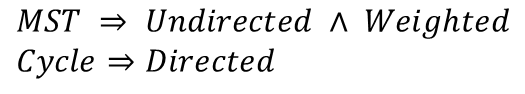 MST ⇒ Undirected ∧ Weighted
Cycle ⇒ Directed